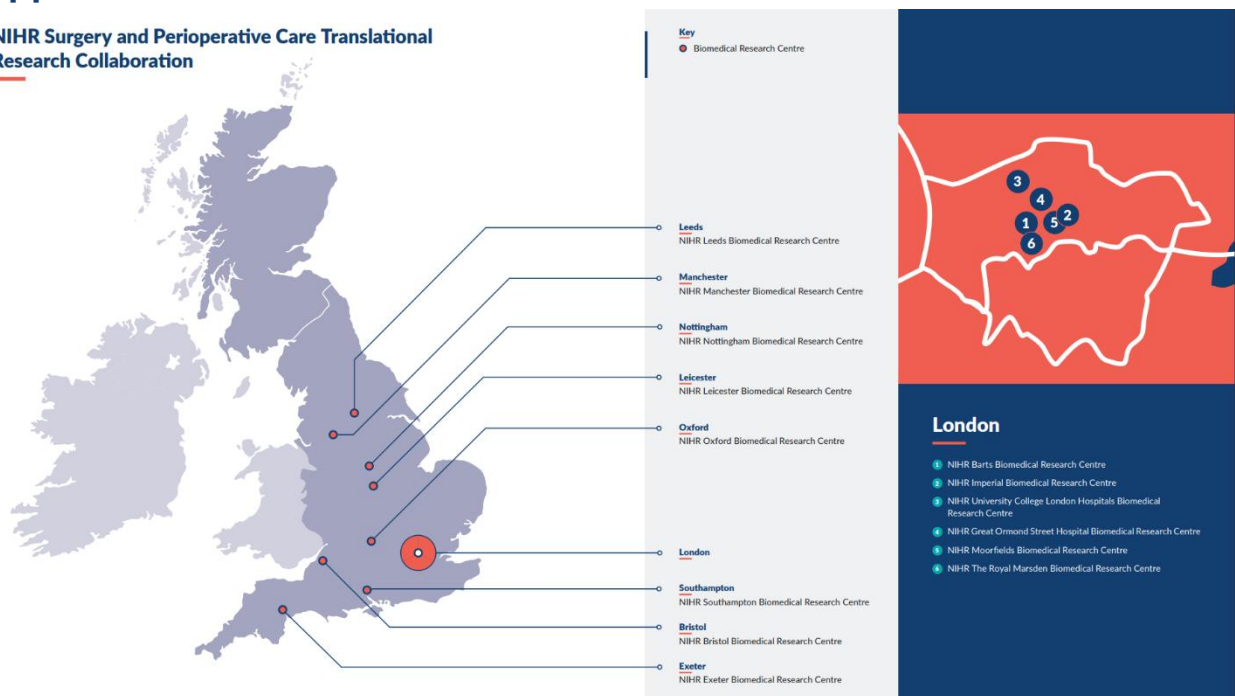 NIHR Surgery and Perioperative Care Translational
Research Collaboration
Key
Biomedical Research Centre
Leeds
NIHR Leeds Biomedical Research Centre
Manchester
NIHR Manchester Biomedical Research Centre
Nottingham
NIHR Nottingham Biomedical Research Centre
Leicester
NIHR Leicester Biomedical Research Centre
Oxford
NIHR Oxford Biomedical Research Centre
London
Southampton
NIHR Southampton Biomedical Research Centre
Bristol
NIHR Bristol Biomedical Research Centre
Exeter
NIHR Exeter Biomedical Research Centre
3
4
1
5
2
6
London
1 NIHR Barts Biomedical Research Centre
2 NIHR Imperial Biomedical Research Centre
3 NIHR University College London Hospitals Biomedical
Research Centre
4 NIHR Great Ormond Street Hospital Biomedical Research Centre
5 NIHR Moorfields Biomedical Research Centre
6 NIHR The Royal Marsden Biomedical Research Centre